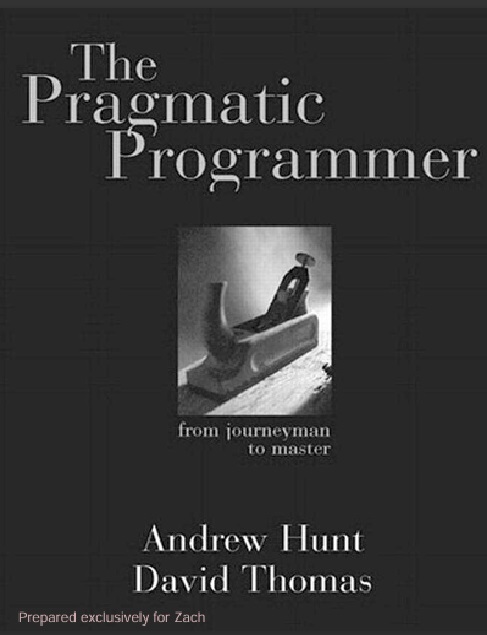 The
Pragmatic
Programmer
from journeyman
to master
Andrew Hunt
David Thomas
Prepared exclusively for Zach